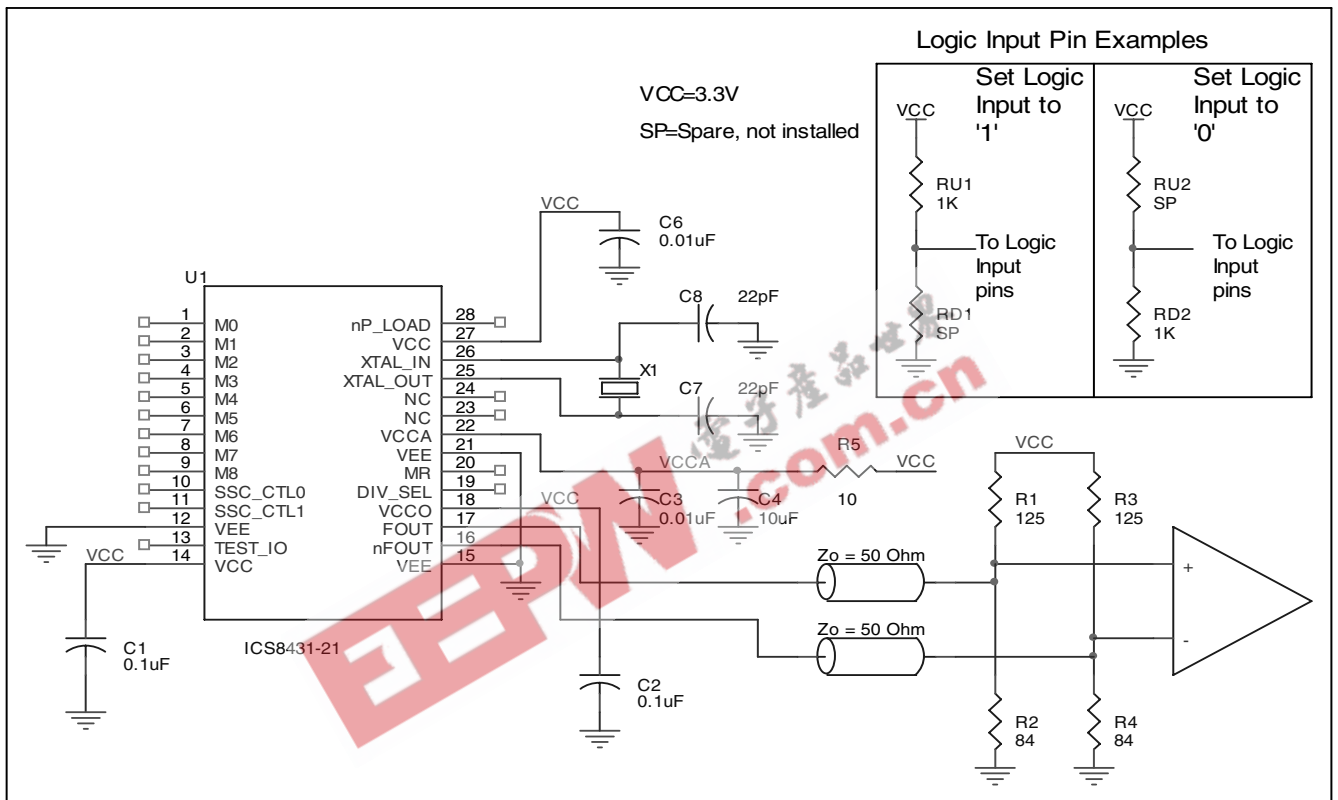 Logic Input Pin Examples
VCC=3.3V
SP=Spare, not installed
Set Logic
Input to
'1'
VCC
RU1
1K
To Logic
Input
pins
RD1
SP
Set Logic
Input to
'0'
VCC
RU2
SP
To Logic
Input
pins
RD2
1K
VCC
C6
0.01uF
U1
1 M0
2 M1
3 M2
4 M3
5 M4
6 M5
7 M6
8 M7
9 M8
10 SSC_CTL0
11 SSC_CTL1
12 VEE
13 TEST_IO
14 VCC
nP_LOAD 28
VCC 27
XTAL_IN 26
XTAL_OUT 25
NC 24
NC 23
VCCA 22
VEE 21
MR 20
DIV_SEL 19
VCCO 18
FOUT 17
nFOUT 16
VEE 15
ICS8431-21
C8 22pF
X1
C7 22pF
VCCA
R5
10
VCC
C3
0.01uF
C4
10uF
VCC
VCC
C1
0.1uF
C2
0.1uF
Zo = 50 Ohm
Zo = 50 Ohm
VCC
R1
125
R3
125
+
-
R2
84
R4
84
EEPW
.com.cn
電子產品世界